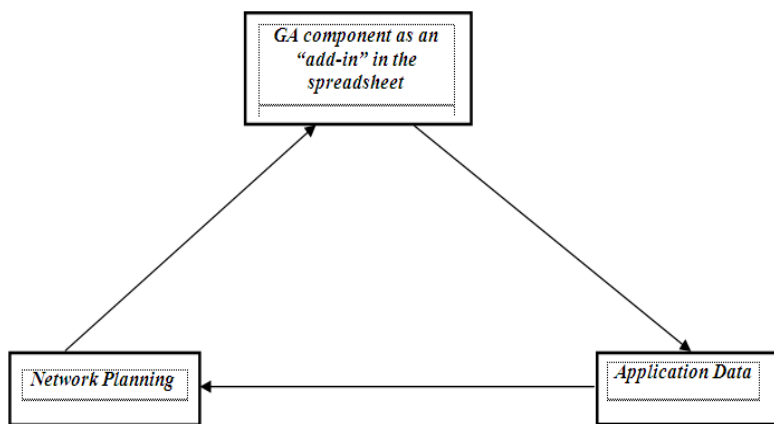 GA component as an
“add-in” in the
spreadsheet
Network Planning
Application Data